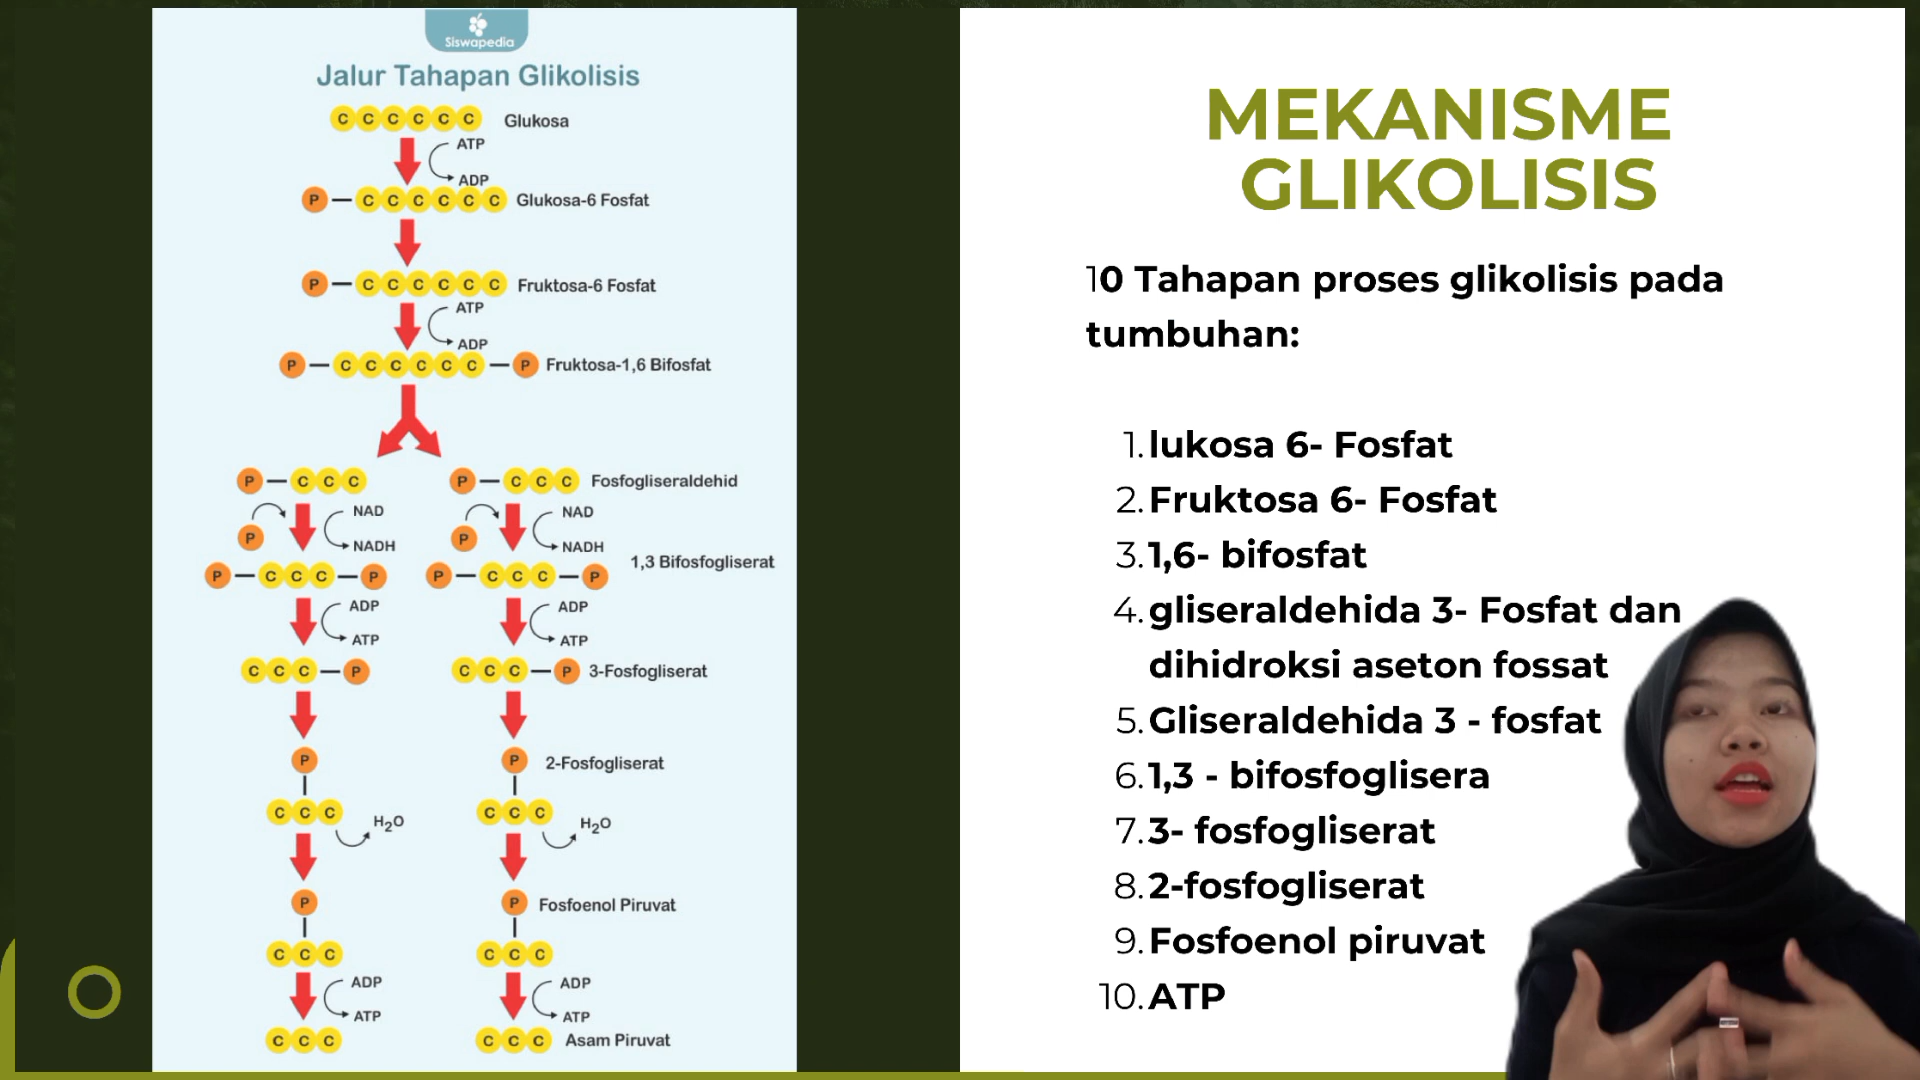 Siswapedia
Jalur Tahapan Glikolisis
C C C C C C Glukosa
ATP
ADP
P C C C C C C Glukosa-6 Fosfat
P C C C C C C Fruktosa-6 Fosfat
ATP
ADP
P C C C C C C P Fruktosa-1,6 Bifosfat
P C C C P C C C Fosfogliseraldehid
NAD NAD
P P
NADH NADH
1,3 Bifosfogliserat
P C C C P P C C C P
ADP ADP
ATP ATP
C C C P C C C P 3-Fosfogliserat
P P 2-Fosfogliserat
C C C C C C
H2O H2O
P P Fosfoenol Piruvat
C C C C C C
ADP ADP
ATP ATP
C C C C C C Asam Piruvat
MEKANISME
GLIKOLISIS
10 Tahapan proses glikolisis pada
tumbuhan:
1. lukosa 6- Fosfat
2. Fruktosa 6- Fosfat
3. 1,6- bifosfat
4. gliseraldehida 3- Fosfat dan
dihidroksi aseton fossat
5. Gliseraldehida 3 - fosfat
6. 1,3 - bifosfoglisera
7. 3- fosfogliserat
8. 2-fosfogliserat
9. Fosfoenol piruvat
10. ATP